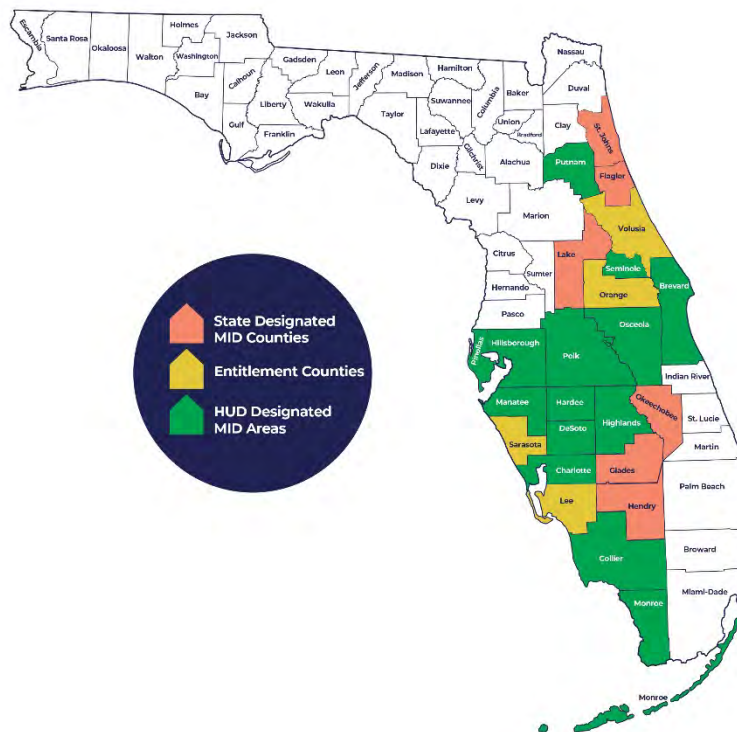 Escambia
Santa Rosa
Okaloosa
Walton
Holmes
Washington
Jackson
Bay
Calhoun
Gulf
Gadsden
Liberty
Franklin
Leon
Wakulla
Jefferson
Madison
Taylor
Hamilton
Suwannee
Lafayette
Dixie
Columbia
Gilchrist
Levy
Baker
Union
Bradford
Alachua
Nassau
Duval
Clay
St. Johns
Putnam
Flagler
Marion
Volusia
Citrus
Sumter
Lake
Seminole
Hernando
Orange
Brevard
Pasco
Osceola
Pinellas
Hillsborough
Polk
Indian River
Manatee
Hardee
Okeechobee
St. Lucie
Highlands
DeSoto
Sarasota
Martin
Charlotte
Glades
Palm Beach
Lee
Hendry
Broward
Collier
Miami-Dade
Monroe
Monroe
State Designated
MID Counties
Entitlement Counties
HUD Designated
MID Areas